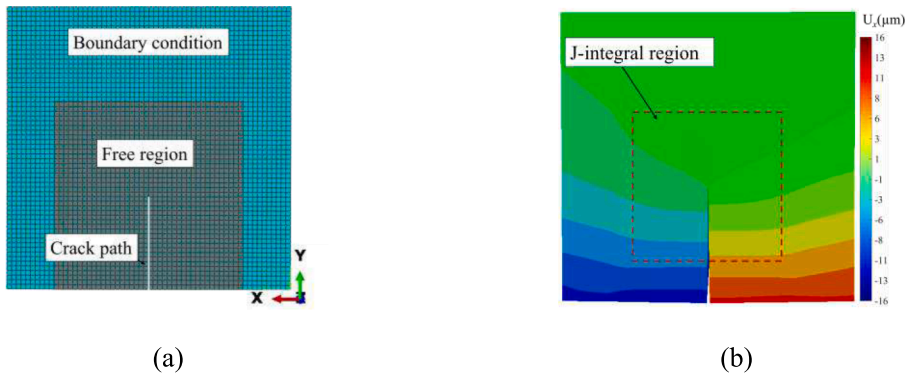 Boundary condition
Free region
Crack path
Y
X
Z
(a)
J-integral region
Uₓ(μm)
16
13
11
8
6
3
1
-1
-3
-6
-8
-11
-13
-16
(b)